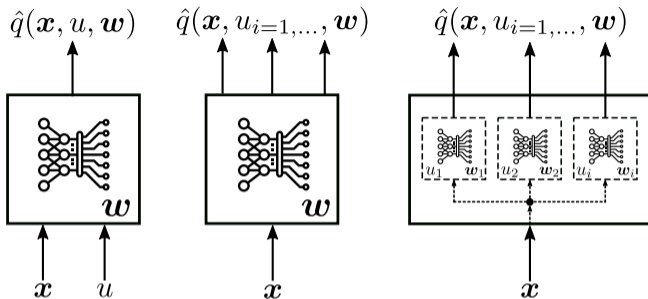 q̂(x, u, w) q̂(x, u_{i=1,...}, w) q̂(x, u_{i=1,...}, w)
u_1 w_1 u_2 w_2 u_i w_i
w w
x u x x